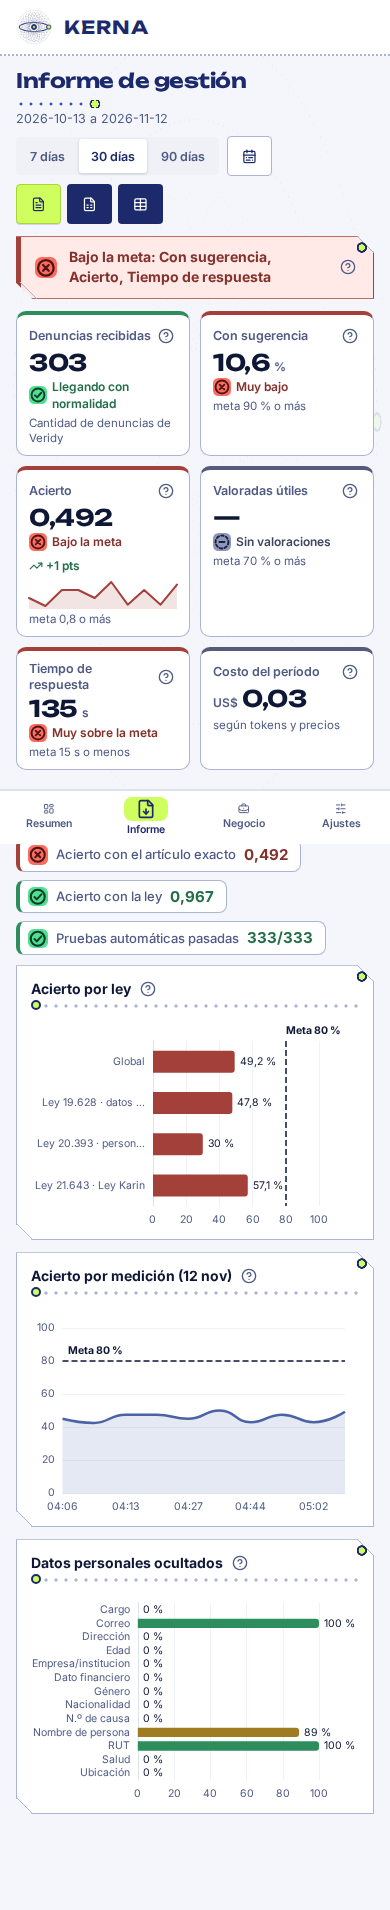 KERNA
Informe de gestión
2026-10-13 a 2026-11-12
7 días
30 días
90 días
Bajo la meta: Con sugerencia,
Acierto, Tiempo de respuesta
Denuncias recibidas
303
Llegando con
normalidad
Cantidad de denuncias de
Veridy
Con sugerencia
10,6 %
Muy bajo
meta 90 % o más
Acierto
0,492
Bajo la meta
+1 pts
meta 0,8 o más
Valoradas útiles
—
Sin valoraciones
meta 70 % o más
Tiempo de
respuesta
135 s
Muy sobre la meta
meta 15 s o menos
Costo del período
US$ 0,03
según tokens y precios
Resumen
Informe
Negocio
Ajustes
Acierto con el artículo exacto 0,492
Acierto con la ley 0,967
Pruebas automáticas pasadas 333/333
Acierto por ley
Meta 80 %
Global 49,2 %
Ley 19.628 · datos ... 47,8 %
Ley 20.393 · person... 30 %
Ley 21.643 · Ley Karin 57,1 %
0 20 40 60 80 100
Acierto por medición (12 nov)
100
Meta 80 %
80
60
40
20
0
04:06 04:13 04:27 04:44 05:02
Datos personales ocultados
Cargo 0 %
Correo 100 %
Dirección 0 %
Edad 0 %
Empresa/institucion 0 %
Dato financiero 0 %
Género 0 %
Nacionalidad 0 %
N.º de causa 0 %
Nombre de persona 89 %
RUT 100 %
Salud 0 %
Ubicación 0 %
0 20 40 60 80 100